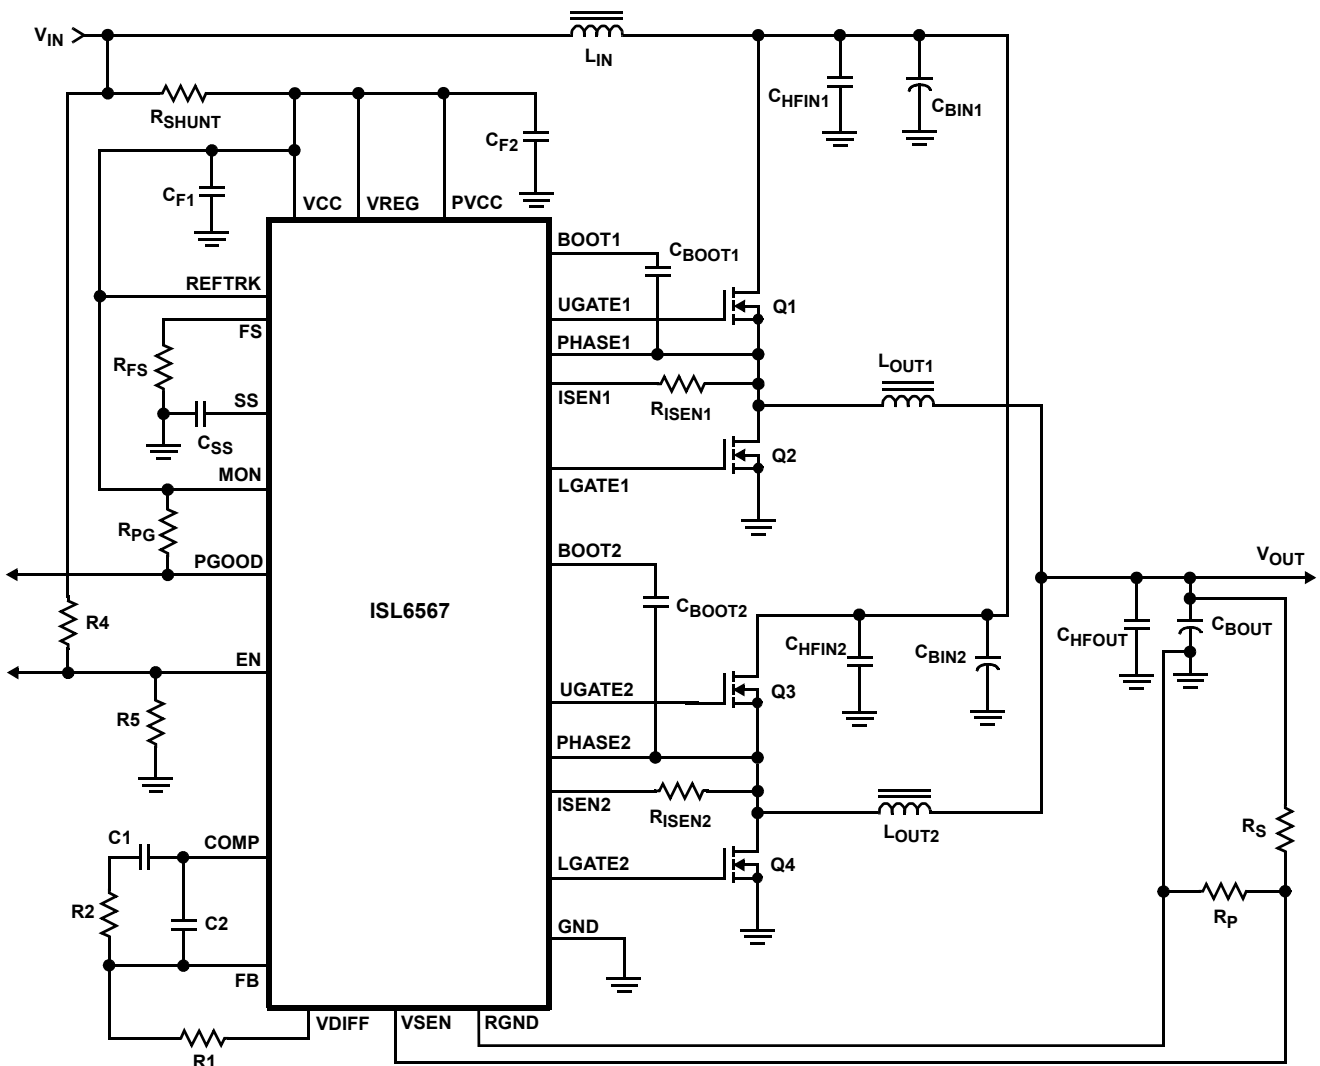 VIN
LIN
RSHUNT
CHFIN1
CBIN1
CF2
CF1
VCC
VREG
PVCC
BOOT1
CBOOT1
REFTRK
UGATE1
Q1
FS
PHASE1
RFS
LOUT1
ISEN1
RISEN1
SS
CSS
Q2
MON
LGATE1
RPG
PGOOD
BOOT2
VOUT
ISL6567
CBOOT2
R4
CHFOUT
CBOUT
CHFIN2
CBIN2
EN
UGATE2
Q3
R5
PHASE2
ISEN2
RISEN2
LOUT2
RS
C1
COMP
LGATE2
Q4
R2
C2
RP
GND
FB
VDIFF
VSEN
RGND
R1